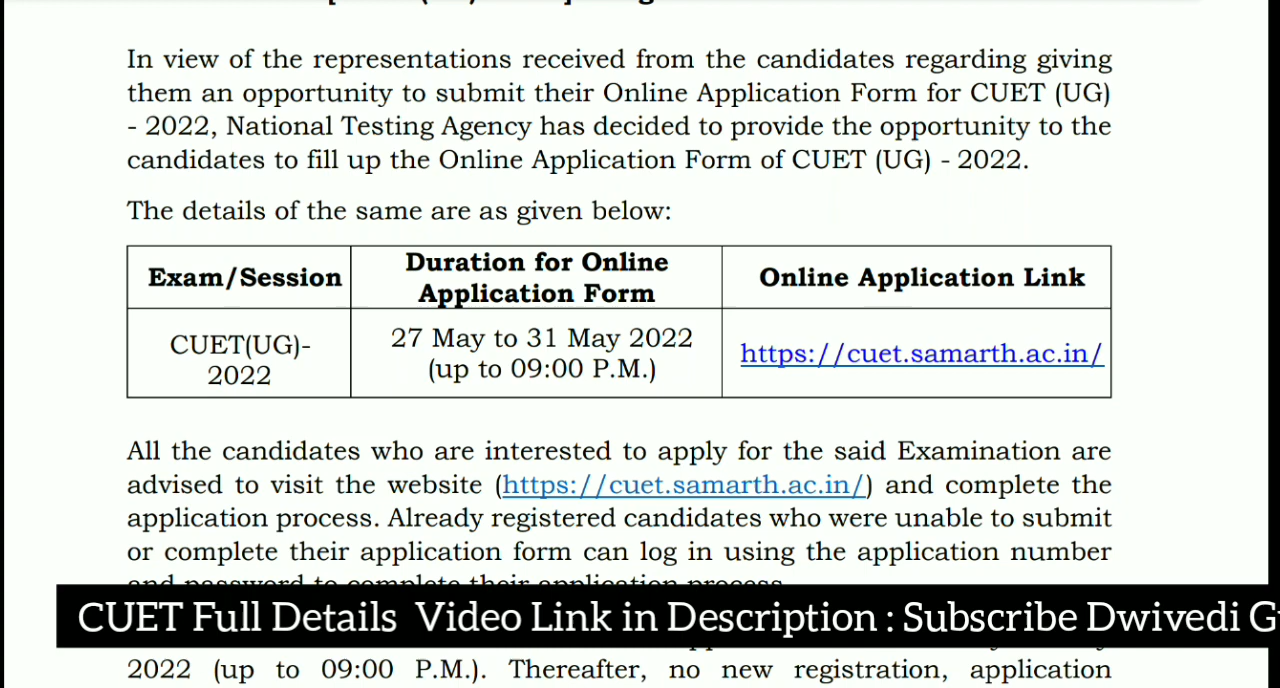 In view of the representations received from the candidates regarding giving
them an opportunity to submit their Online Application Form for CUET (UG)
- 2022, National Testing Agency has decided to provide the opportunity to the
candidates to fill up the Online Application Form of CUET (UG) - 2022.
The details of the same are as given below:
Exam/Session
Duration for Online
Application Form
Online Application Link
CUET(UG)-
2022
27 May to 31 May 2022
(up to 09:00 P.M.)
https://cuet.samarth.ac.in/
All the candidates who are interested to apply for the said Examination are
advised to visit the website (https://cuet.samarth.ac.in/) and complete the
application process. Already registered candidates who were unable to submit
or complete their application form can log in using the application number
and password to complete their application process.
CUET Full Details Video Link in Description : Subscribe Dwivedi
2022 (up to 09:00 P.M.). Thereafter, no new registration, application